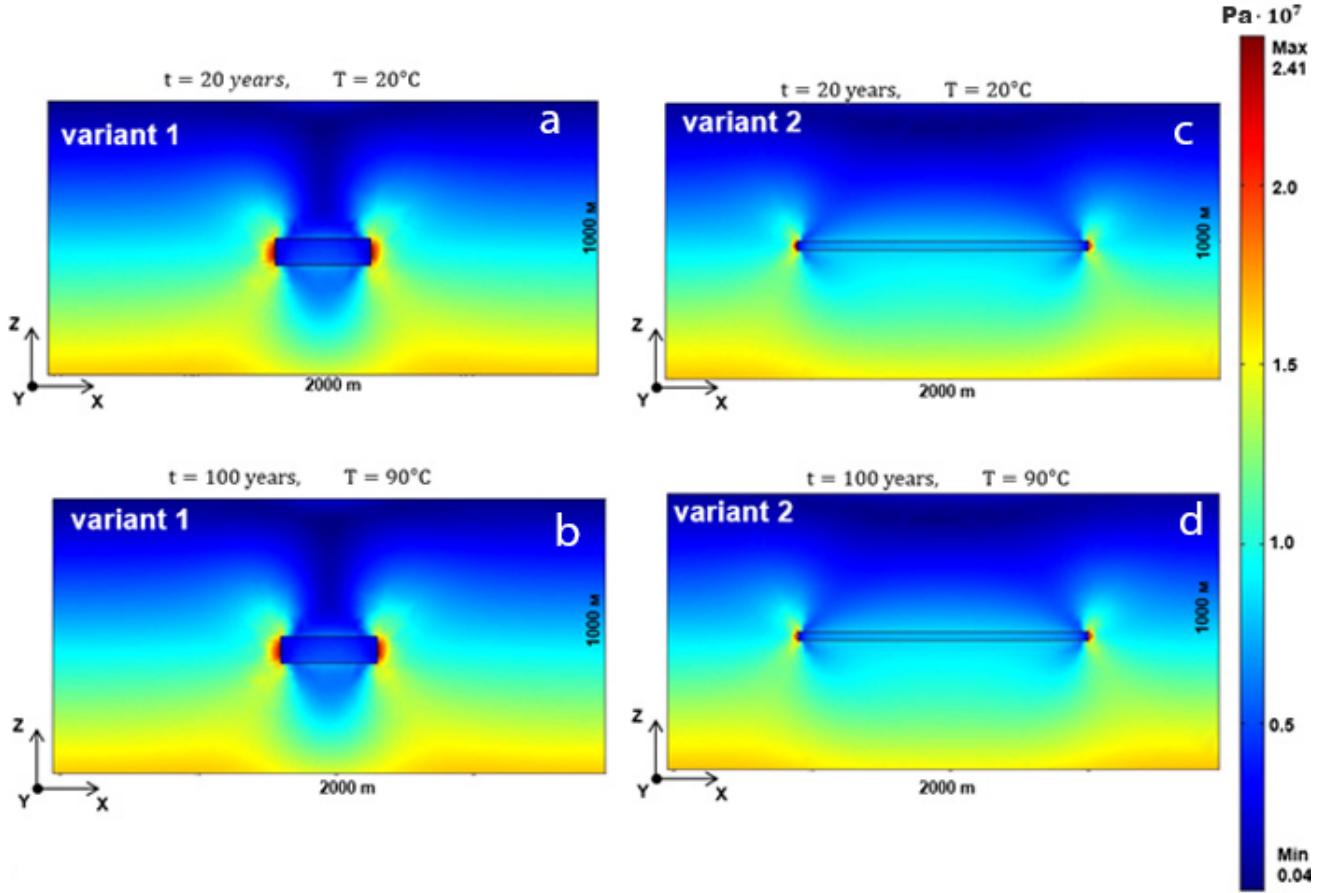 Pa · 10⁷
Max
2.41
2.0
1.5
1.0
0.5
Min
0.04
t = 20 years, T = 20°C
variant 1
a
1000 м
Z
Y
X
2000 m
t = 20 years, T = 20°C
variant 2
c
1000 м
Z
Y
X
2000 m
t = 100 years, T = 90°C
variant 1
b
1000 м
Z
Y
X
2000 m
t = 100 years, T = 90°C
variant 2
d
1000 м
Z
Y
X
2000 m